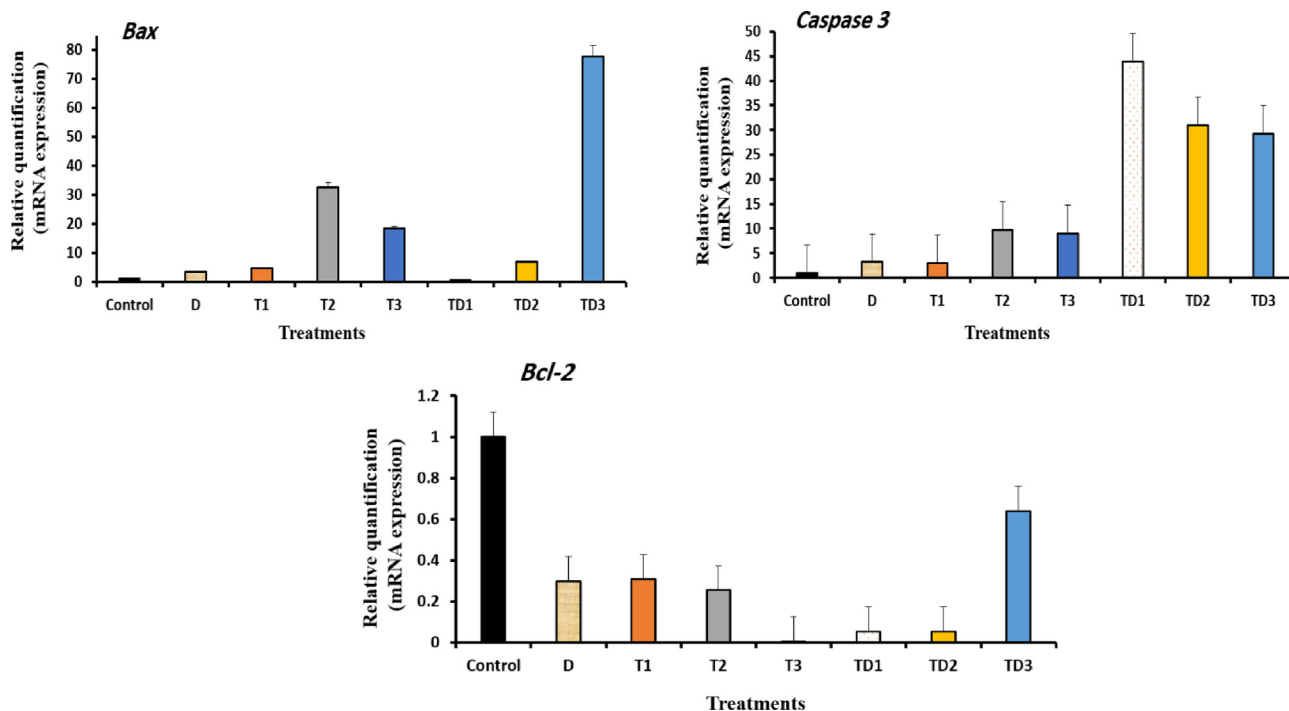 Bax
Relative quantification
(mRNA expression)
80
70
60
50
40
30
20
10
0
Control D T1 T2 T3 TD1 TD2 TD3
Treatments
Caspase 3
Relative quantification
(mRNA expression)
50
45
40
35
30
25
20
15
10
5
0
Control D T1 T2 T3 TD1 TD2 TD3
Treatments
Bcl-2
Relative quantification
(mRNA expression)
1.2
1
0.8
0.6
0.4
0.2
0
Control D T1 T2 T3 TD1 TD2 TD3
Treatments